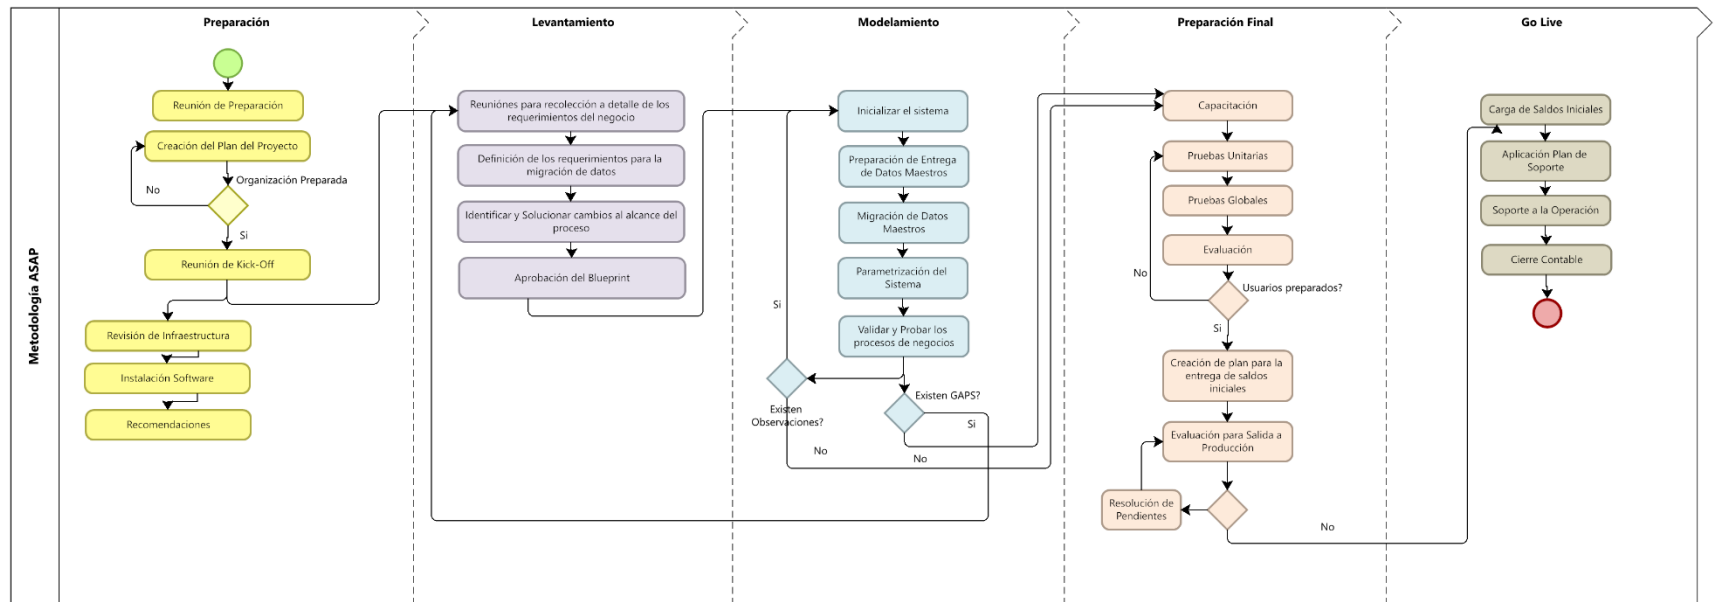 Metodología ASAP
Preparación
Reunión de Preparación
Creación del Plan del Proyecto
Organización Preparada
No
Si
Reunión de Kick-Off
Revisión de Infraestructura
Instalación Software
Recomendaciones
Levantamiento
Reuniónes para recolección a detalle de los
requerimientos del negocio
Definición de los requerimientos para la
migración de datos
Identificar y Solucionar cambios al alcance del
proceso
Aprobación del Blueprint
Modelamiento
Inicializar el sistema
Preparación de Entrega
de Datos Maestros
Migración de Datos
Maestros
Parametrización del
Sistema
Si
Validar y Probar los
procesos de negocios
Existen GAPS?
Existen
Observaciones?
Si
No
No
Preparación Final
Capacitación
Pruebas Unitarias
Pruebas Globales
Evaluación
No
Usuarios preparados?
Si
Creación de plan para la
entrega de saldos
iniciales
Evaluación para Salida a
Producción
Resolución de
Pendientes
No
Go Live
Carga de Saldos Iniciales
Aplicación Plan de
Soporte
Soporte a la Operación
Cierre Contable